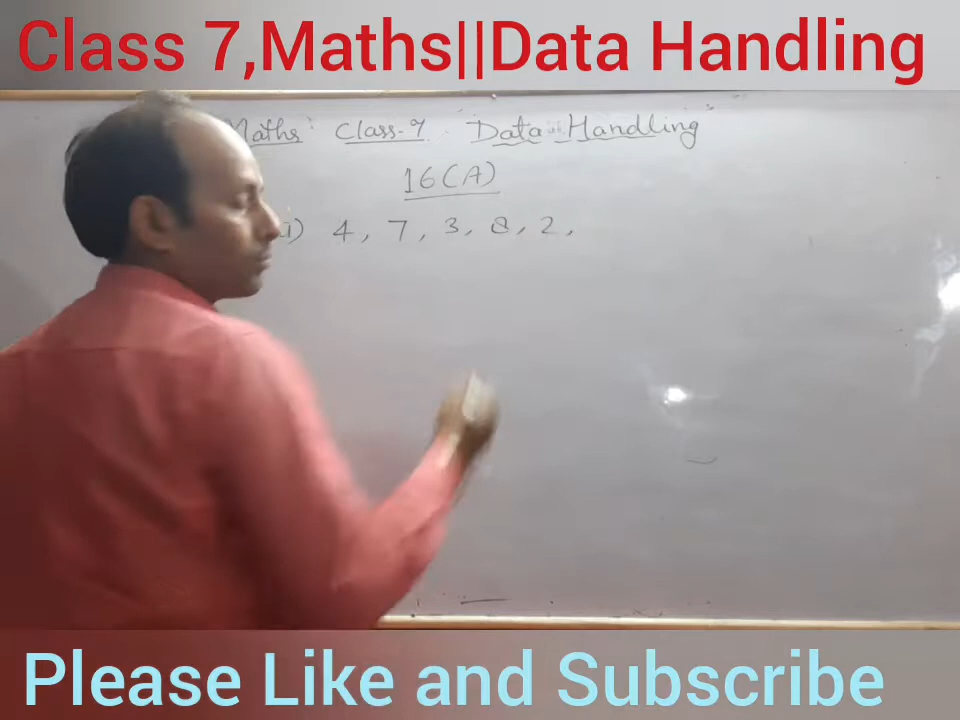 Class 7,Maths||Data Handling
Maths: Class-7 Data Handling
16(A)
4, 7, 3, 8, 2,
Please Like and Subscribe